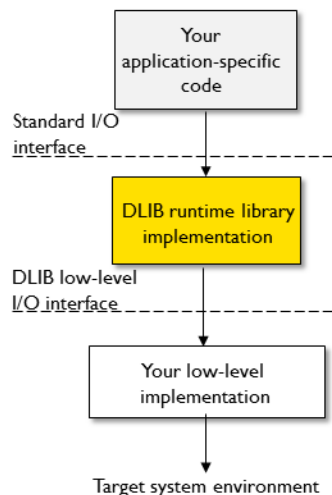 Your
application-specific
code
Standard I/O
interface
DLIB runtime library
implementation
DLIB low-level
I/O interface
Your low-level
implementation
Target system environment